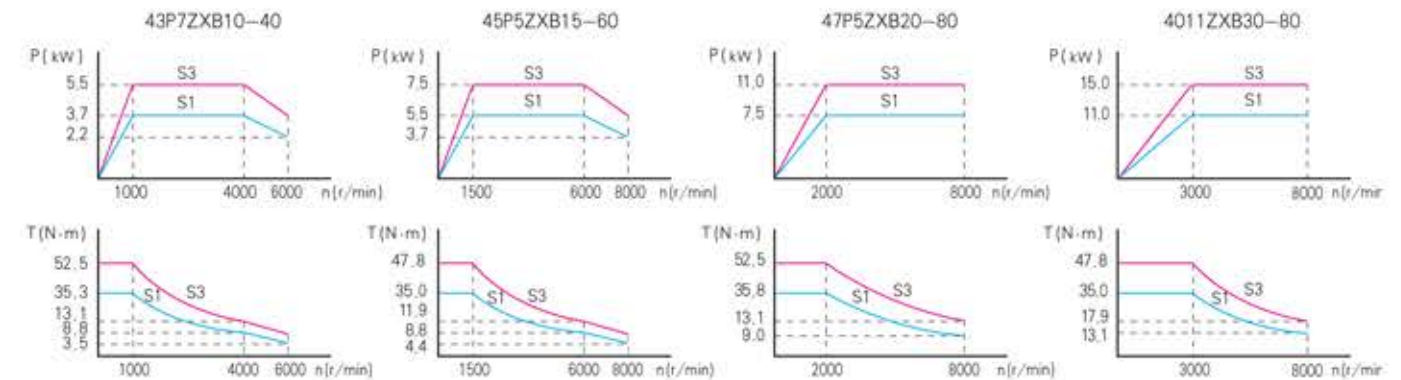 43P7ZXB10-40
45P5ZXB15-60
47P5ZXB20-80
4011ZXB30-80
P(kW)
5.5
3.7
2.2
S3
S1
1000
4000
6000
n(r/min)
P(kW)
7.5
5.5
3.7
S3
S1
1500
6000
8000
n(r/min)
P(kW)
11.0
7.5
S3
S1
2000
8000
n(r/min)
P(kW)
15.0
11.0
S3
S1
3000
8000
n(r/mir
T(N·m)
52.5
35.3
13.1
8.8
3.5
S1
S3
1000
4000
6000
n(r/min)
T(N·m)
47.8
35.0
11.9
8.8
4.4
S1
S3
1500
6000
8000
n(r/min)
T(N·m)
52.5
35.8
13.1
9.0
S1
S3
2000
8000
n(r/min)
T(N·m)
47.8
35.0
17.9
13.1
S1
S3
3000
8000
n(r/mir